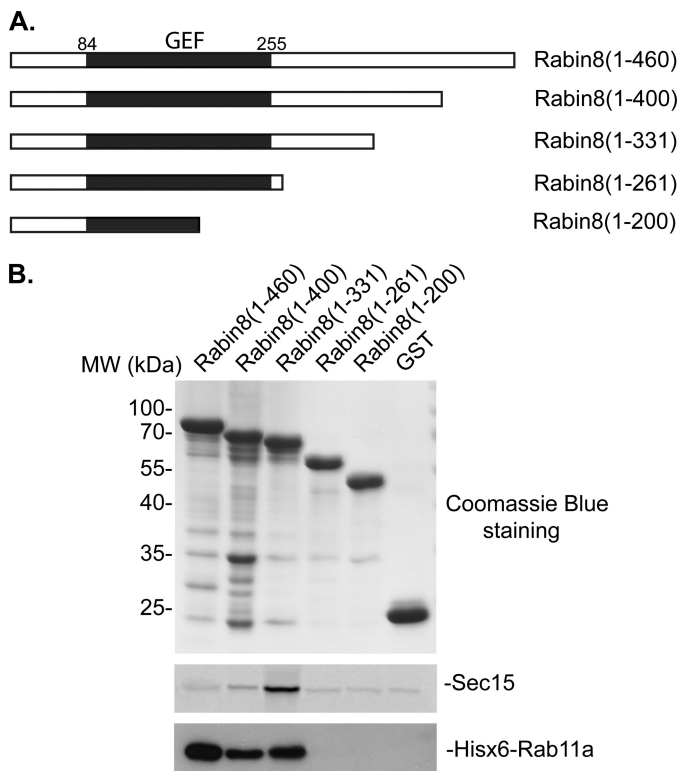 A.
84 GEF 255
Rabin8(1-460)
Rabin8(1-400)
Rabin8(1-331)
Rabin8(1-261)
Rabin8(1-200)
B.
Rabin8(1-460)
Rabin8(1-400)
Rabin8(1-331)
Rabin8(1-261)
Rabin8(1-200)
GST
MW (kDa)
100-
70-
55-
40-
35-
25-
Coomassie Blue
staining
-Sec15
-Hisx6-Rab11a